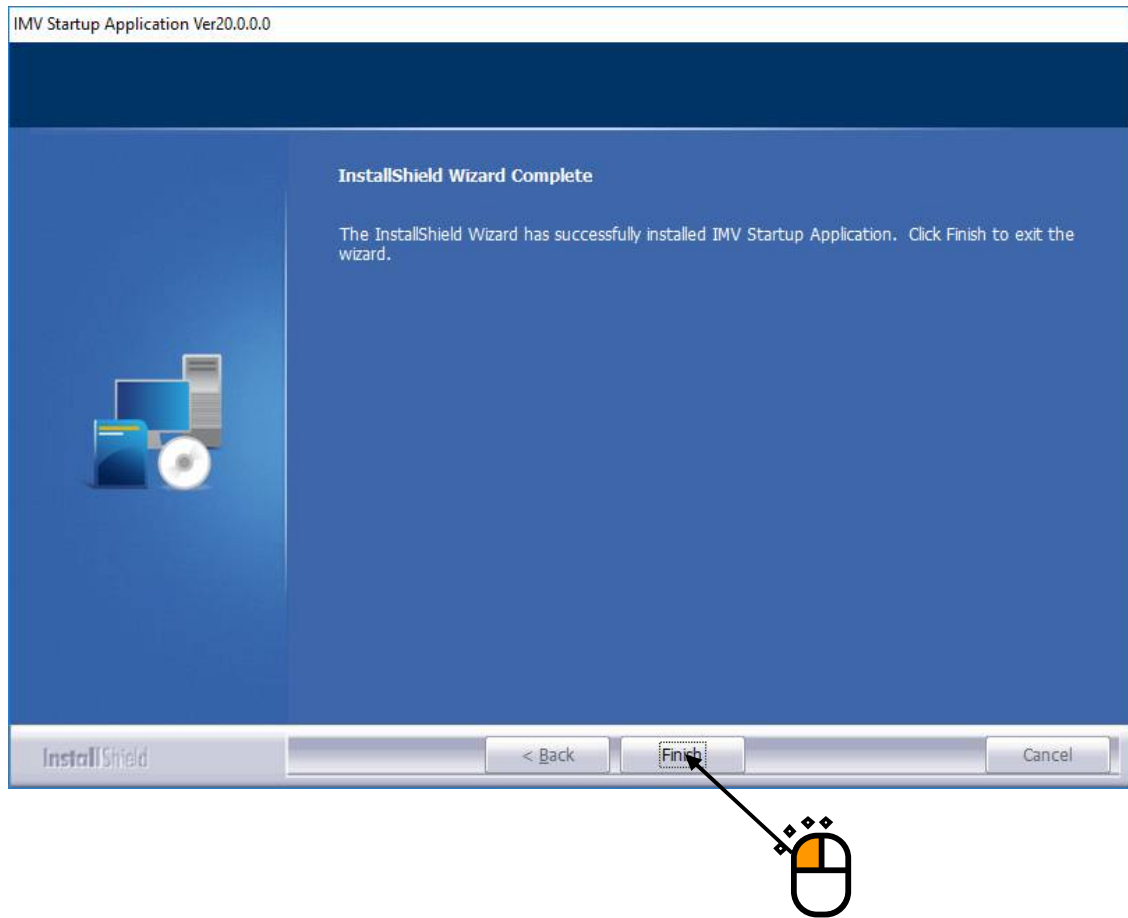 IMV Startup Application Ver20.0.0.0
InstallShield Wizard Complete
The InstallShield Wizard has successfully installed IMV Startup Application. Click Finish to exit the
wizard.
InstallShield
< Back
Finish
Cancel